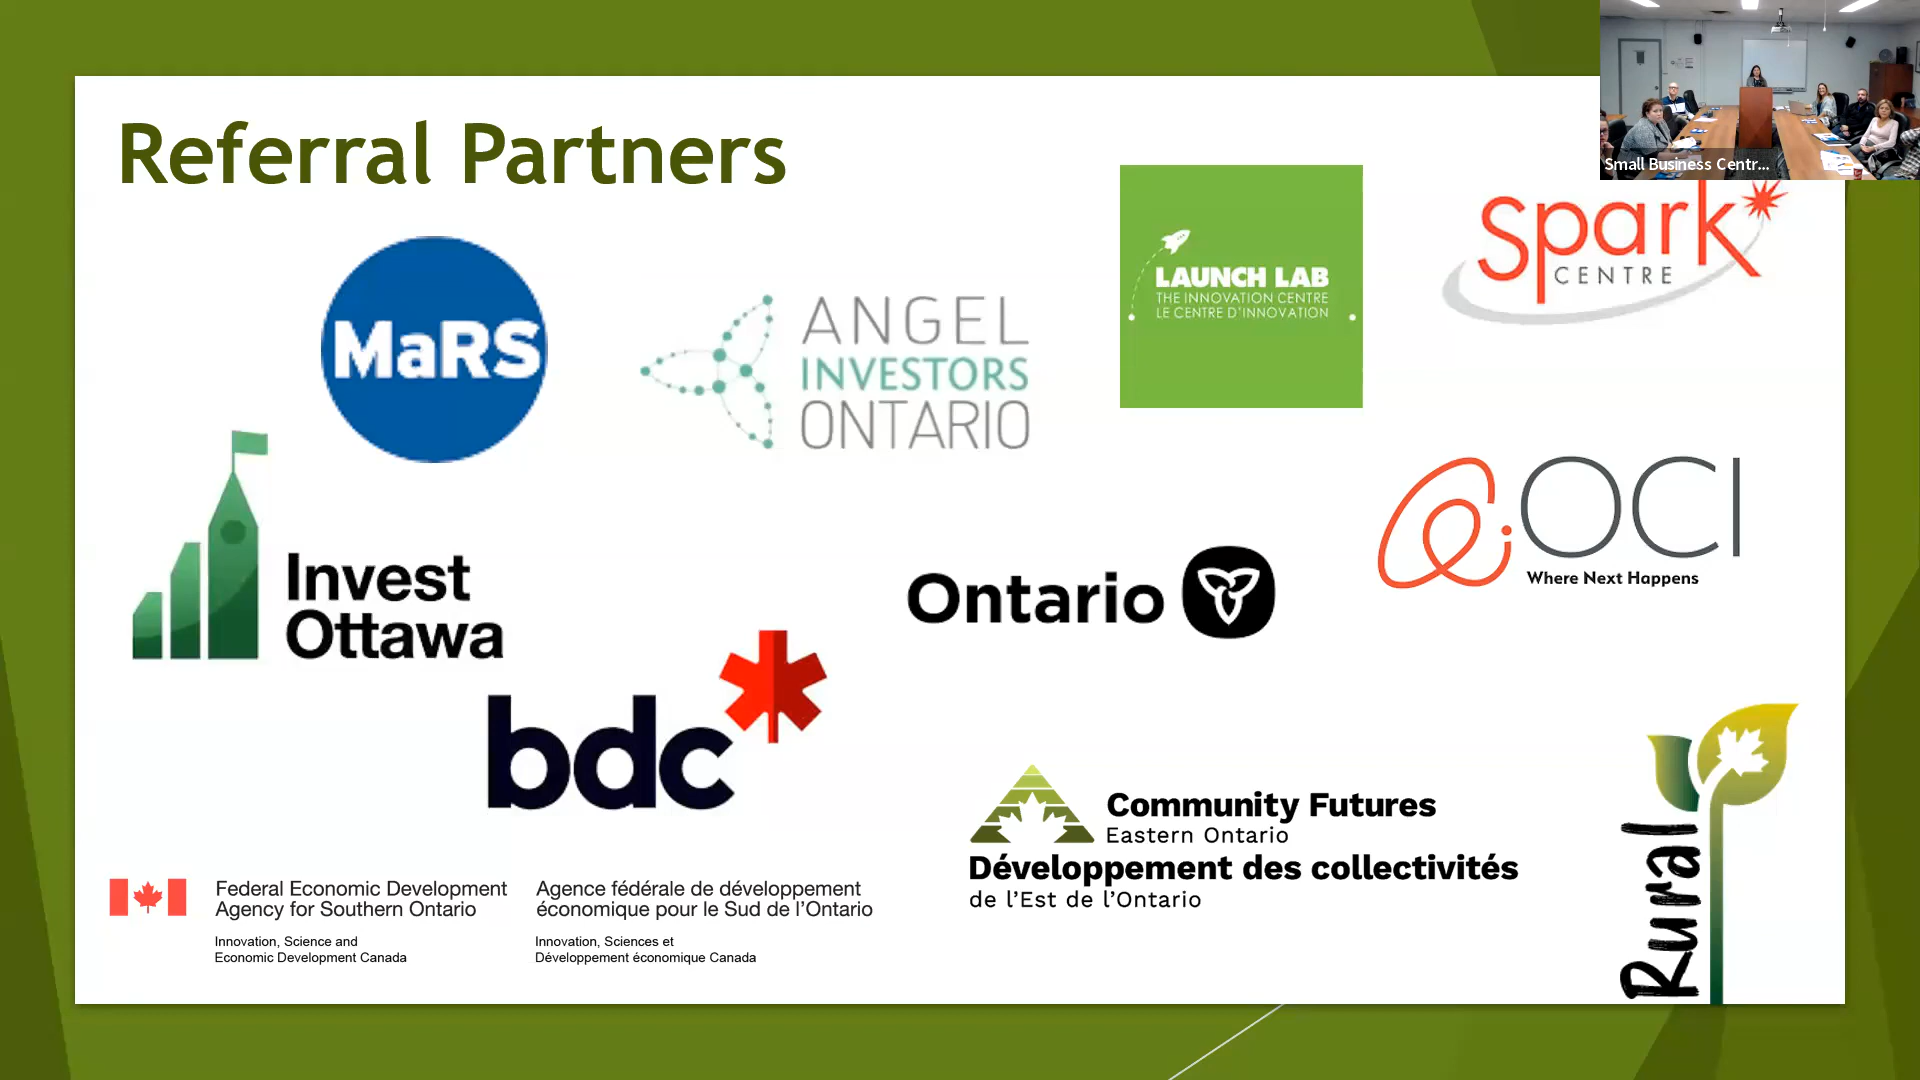 Referral Partners
Small Business Centr...
MaRS
ANGEL
INVESTORS
ONTARIO
LAUNCH LAB
THE INNOVATION CENTRE
LE CENTRE D'INNOVATION
Spark
CENTRE
Invest
Ottawa
Ontario
OCI
Where Next Happens
bdc
Community Futures
Eastern Ontario
Développement des collectivités
de l'Est de l'Ontario
Federal Economic Development
Agency for Southern Ontario
Innovation, Science and
Economic Development Canada
Agence fédérale de développement
économique pour le Sud de l'Ontario
Innovation, Sciences et
Développement économique Canada
Rural